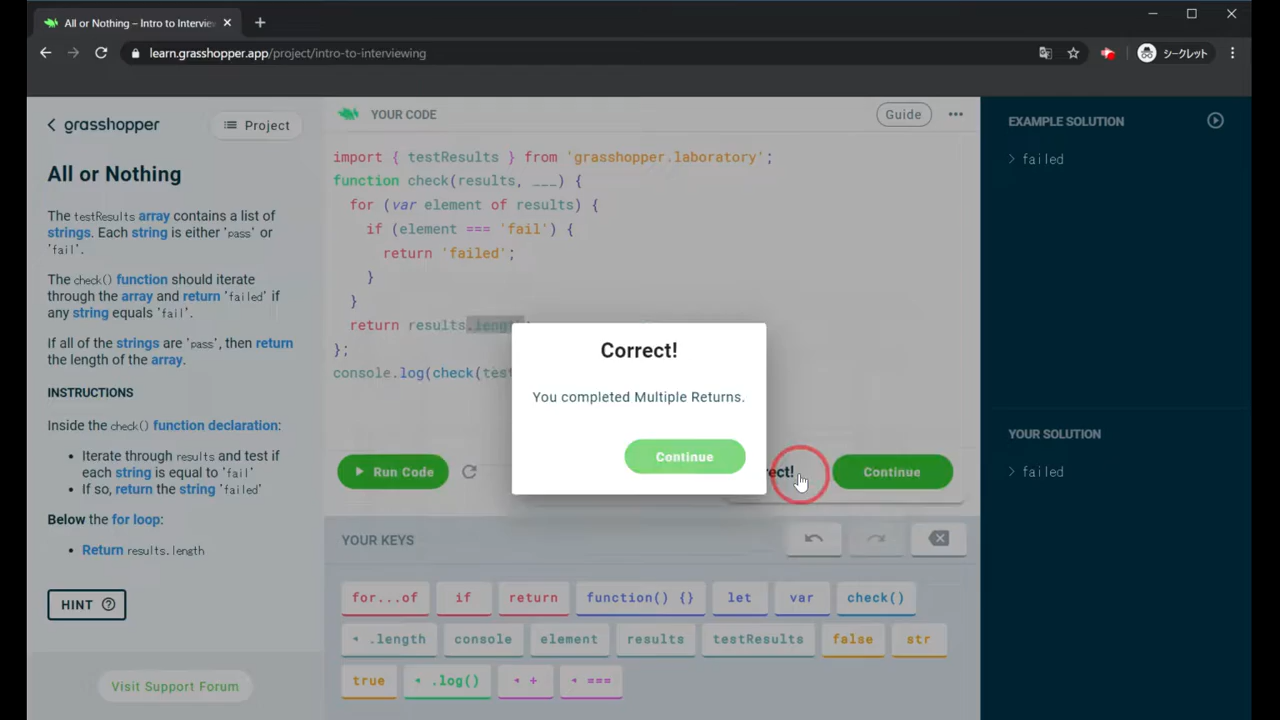 All or Nothing – Intro to Interview
learn.grasshopper.app/project/intro-to-interviewing
シークレット
grasshopper
Project
All or Nothing
The testResults array contains a list of
strings. Each string is either 'pass' or
'fail'.
The check() function should iterate
through the array and return 'failed' if
any string equals 'fail'.
If all of the strings are 'pass', then return
the length of the array.
INSTRUCTIONS
Inside the check() function declaration:
• Iterate through results and test if
each string is equal to 'fail'
• If so, return the string 'failed'
Below the for loop:
• Return results.length
HINT
Visit Support Forum
YOUR CODE
Guide
import { testResults } from 'grasshopper.laboratory';
function check(results, ___) {
for (var element of results) {
if (element === 'fail') {
return 'failed';
}
}
return results.length;
};
console.log(check(tes
Correct!
You completed Multiple Returns.
Continue
Run Code
rect!
Continue
YOUR KEYS
for...of if return function() {} let var check()
.length console element results testResults false str
true .log() + ===
EXAMPLE SOLUTION
> failed
YOUR SOLUTION
> failed